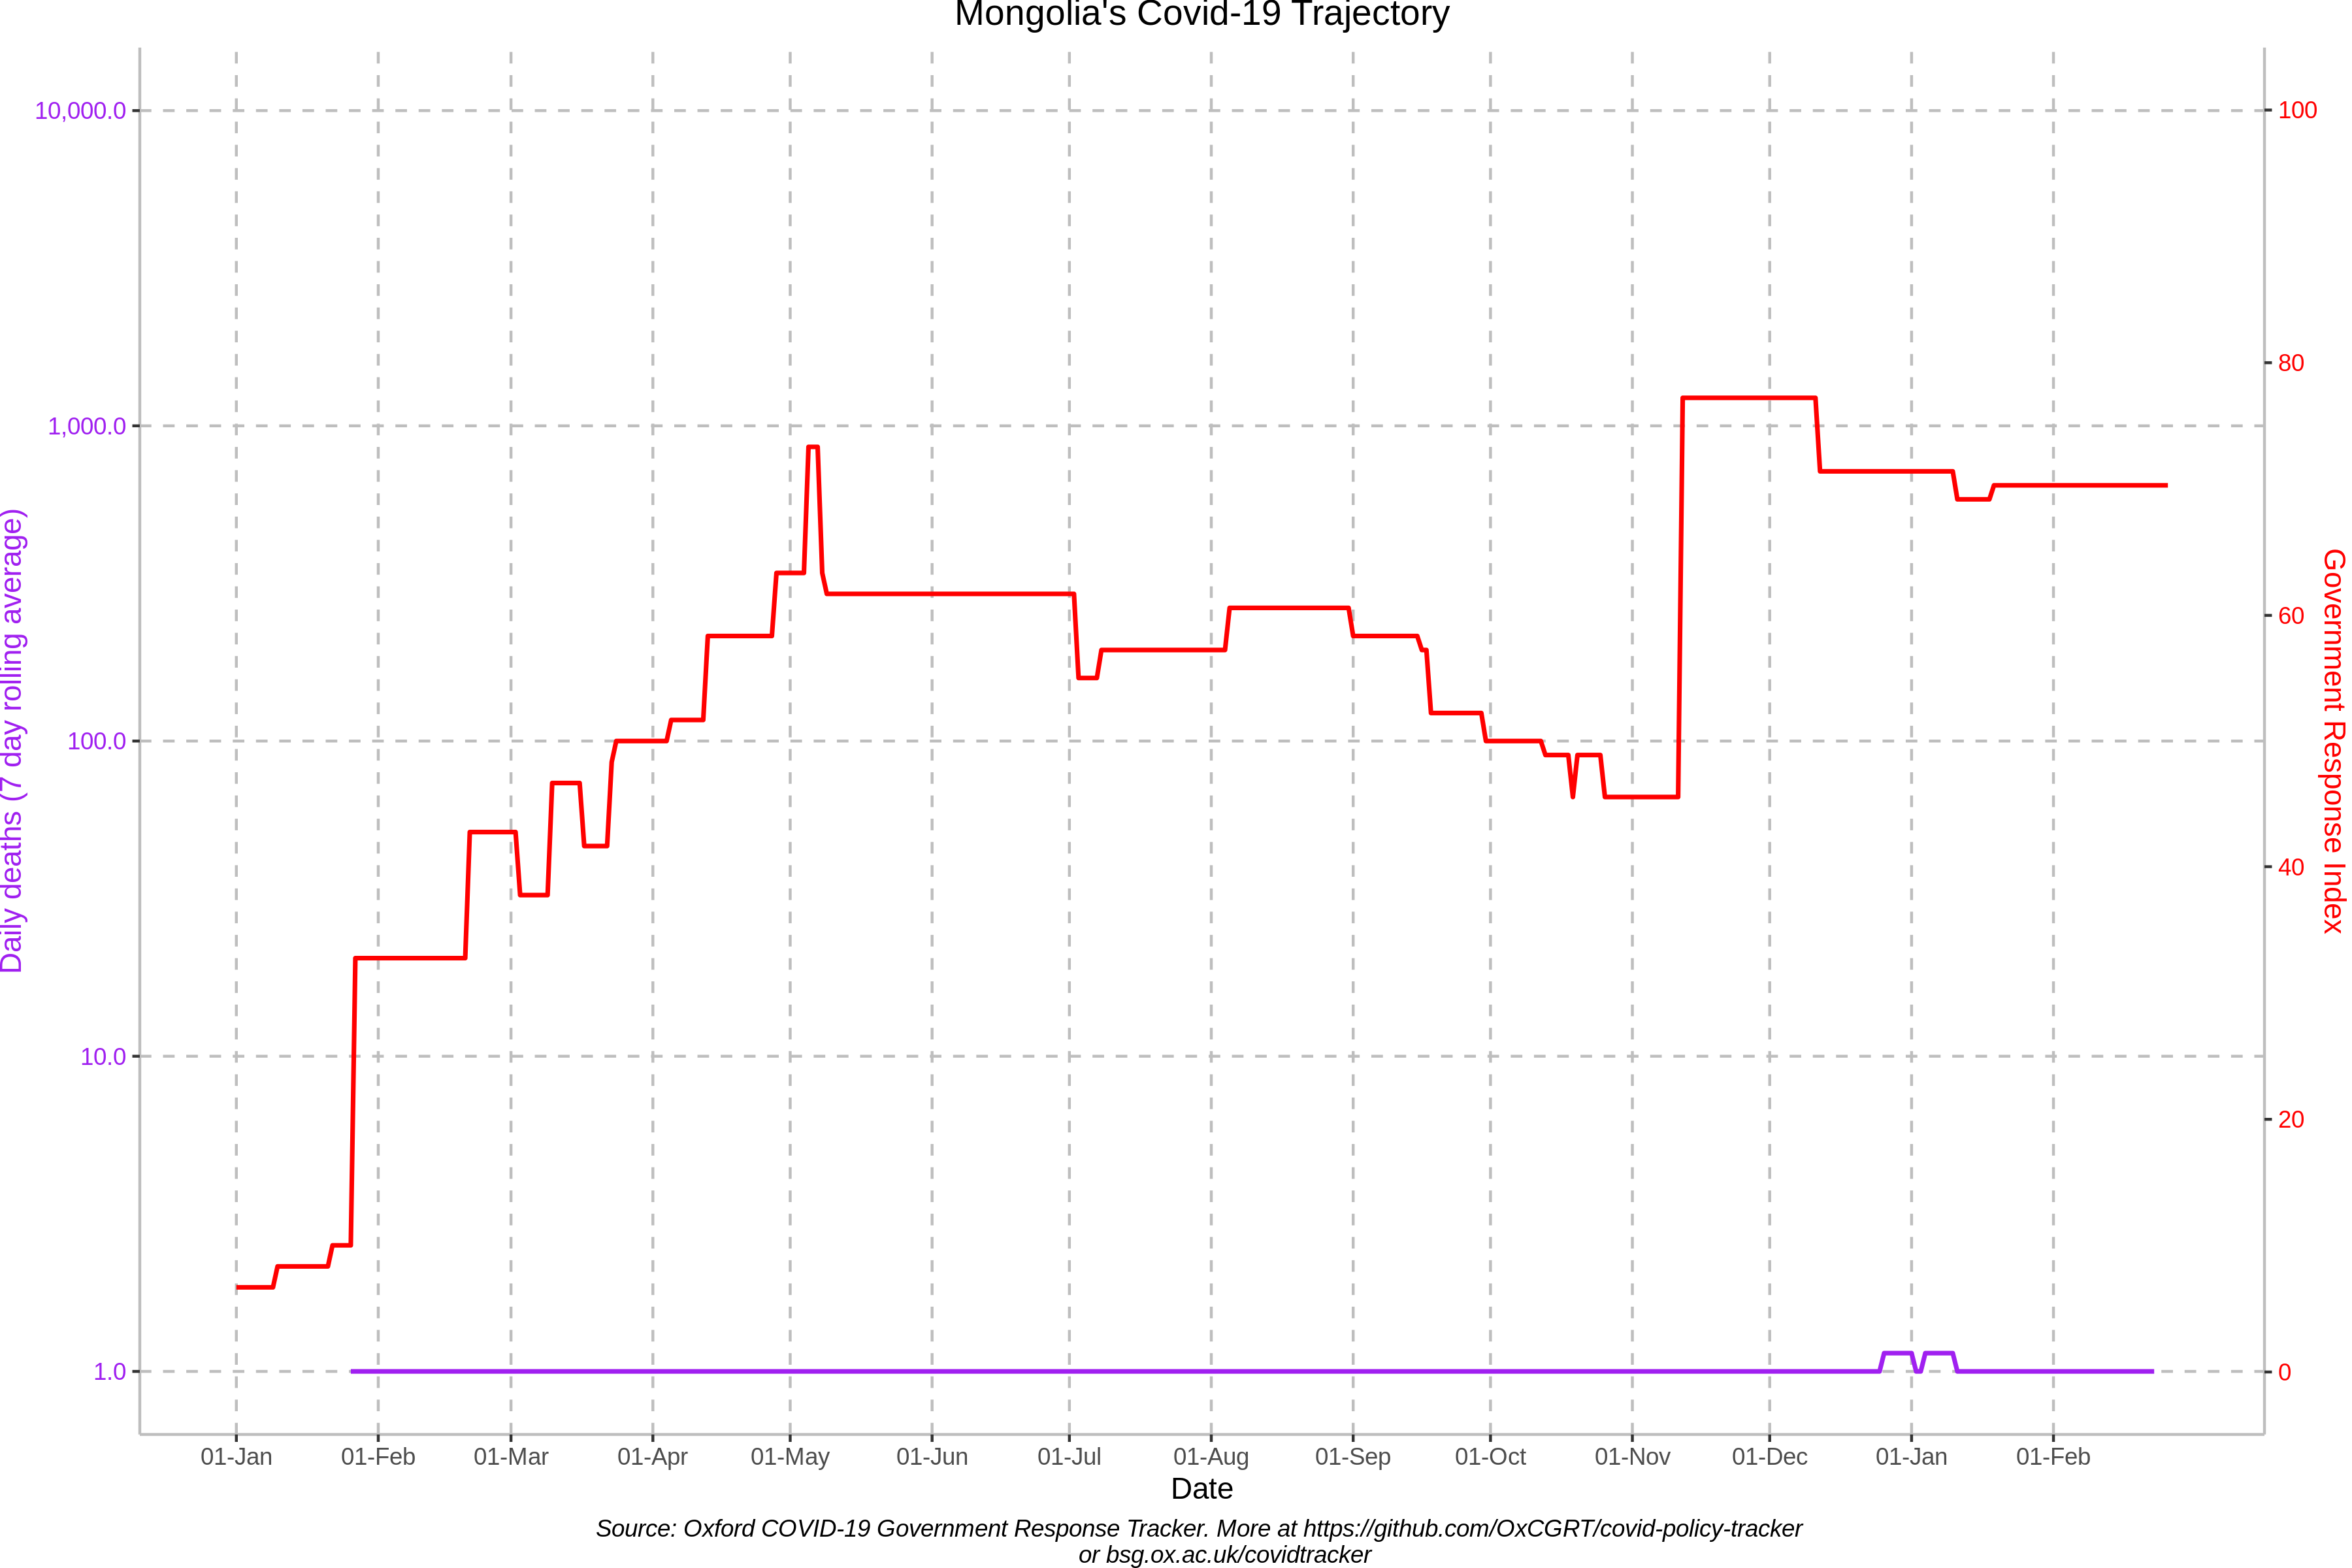 Mongolia's Covid-19 Trajectory
10,000.0
1,000.0
100.0
10.0
1.0
Daily deaths (7 day rolling average)
100
80
60
40
20
0
Government Response Index
01-Jan 01-Feb 01-Mar 01-Apr 01-May 01-Jun 01-Jul 01-Aug 01-Sep 01-Oct 01-Nov 01-Dec 01-Jan 01-Feb
Date
Source: Oxford COVID-19 Government Response Tracker. More at https://github.com/OxCGRT/covid-policy-tracker
or bsg.ox.ac.uk/covidtracker